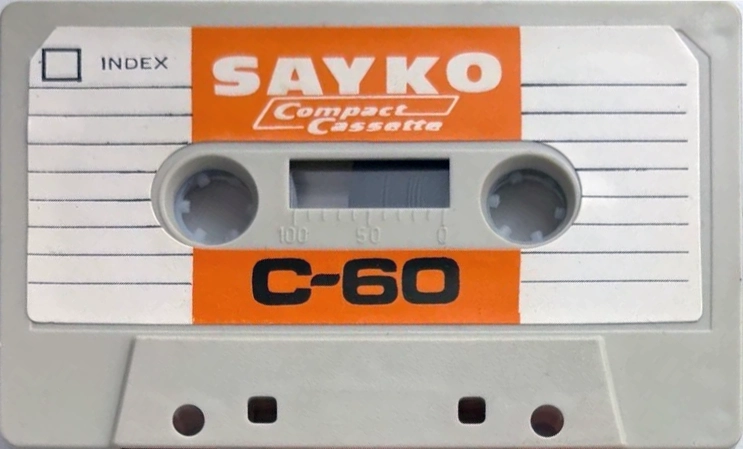 INDEX
SAYKO
Compact
Cassette
100 50 0
C-60